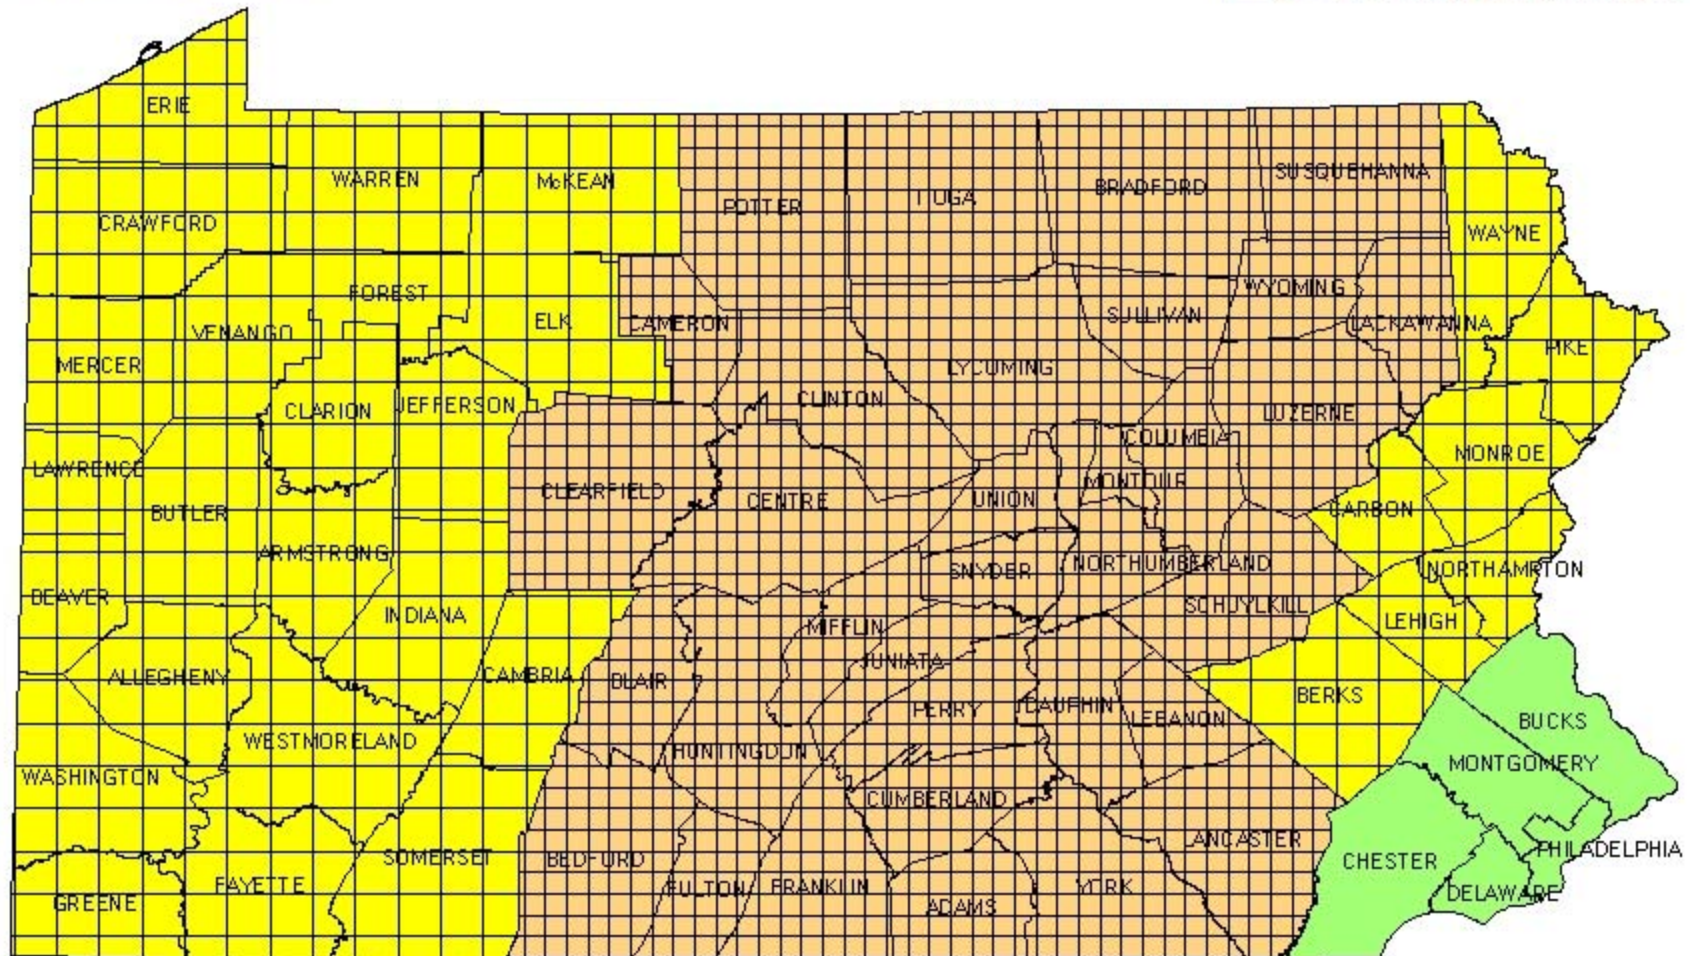 ERIE
WARREN
McKEAN
SUSQUEHANNA
BRADFORD
TIOGA
POTTER
CRAWFORD
WAYNE
FOREST
WYOMING
VENANGO
ELK
CAMERON
SULLIVAN
LACKAWANNA
PIKE
MERCER
LYCOMING
CLARION
JEFFERSON
CLINTON
LUZERNE
COLUMBIA
MONROE
LAWRENCE
CLEARFIELD
MONTOUR
CENTRE
UNION
BUTLER
CARBON
ARMSTRONG
NORTHUMBERLAND
SNYDER
NORTHAMPTON
BEAVER
SCHUYLKILL
INDIANA
LEHIGH
MIFFLIN
JUNIATA
ALLEGHENY
CAMBRIA
BLAIR
BERKS
PERRY
DAUPHIN
LEBANON
BUCKS
WESTMORELAND
HUNTINGDON
MONTGOMERY
WASHINGTON
CUMBERLAND
LANCASTER
PHILADELPHIA
SOMERSET
BEDFORD
CHESTER
FAYETTE
FULTON
FRANKLIN
YORK
DELAWARE
GREENE
ADAMS